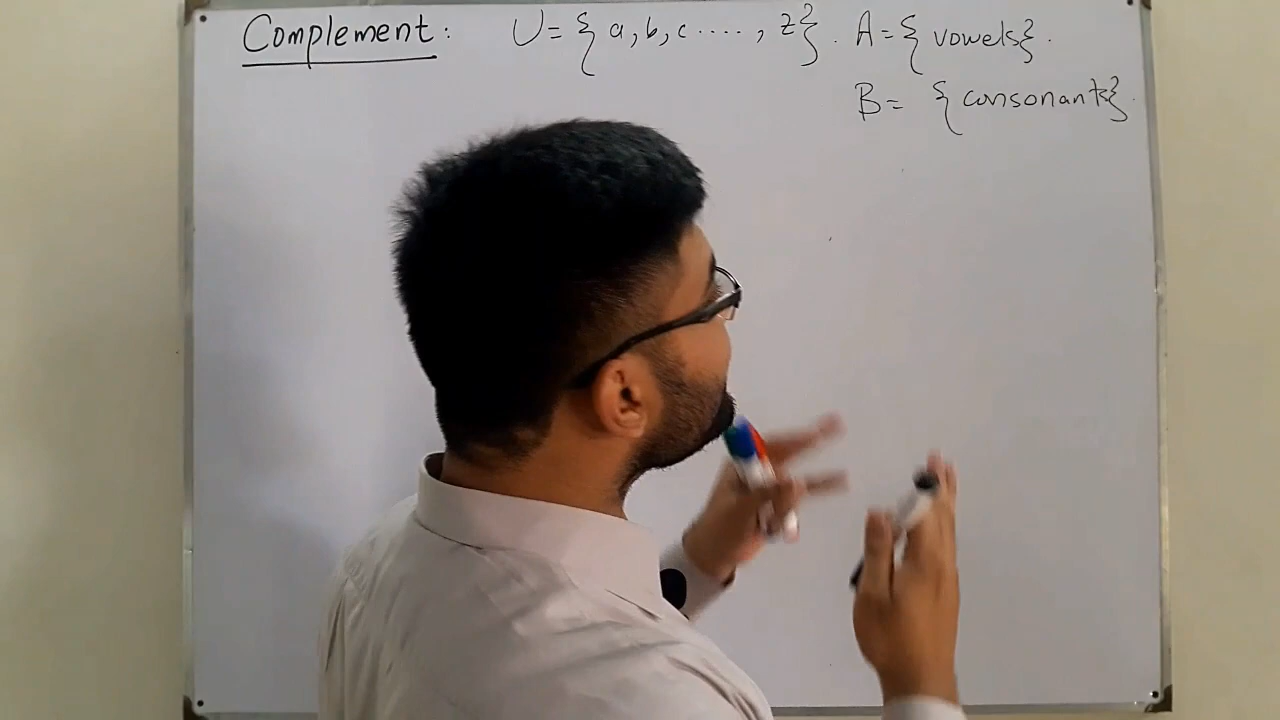 Complement: U = { a, b, c ...., z}. A = { vowels}.
B = { consonants}.